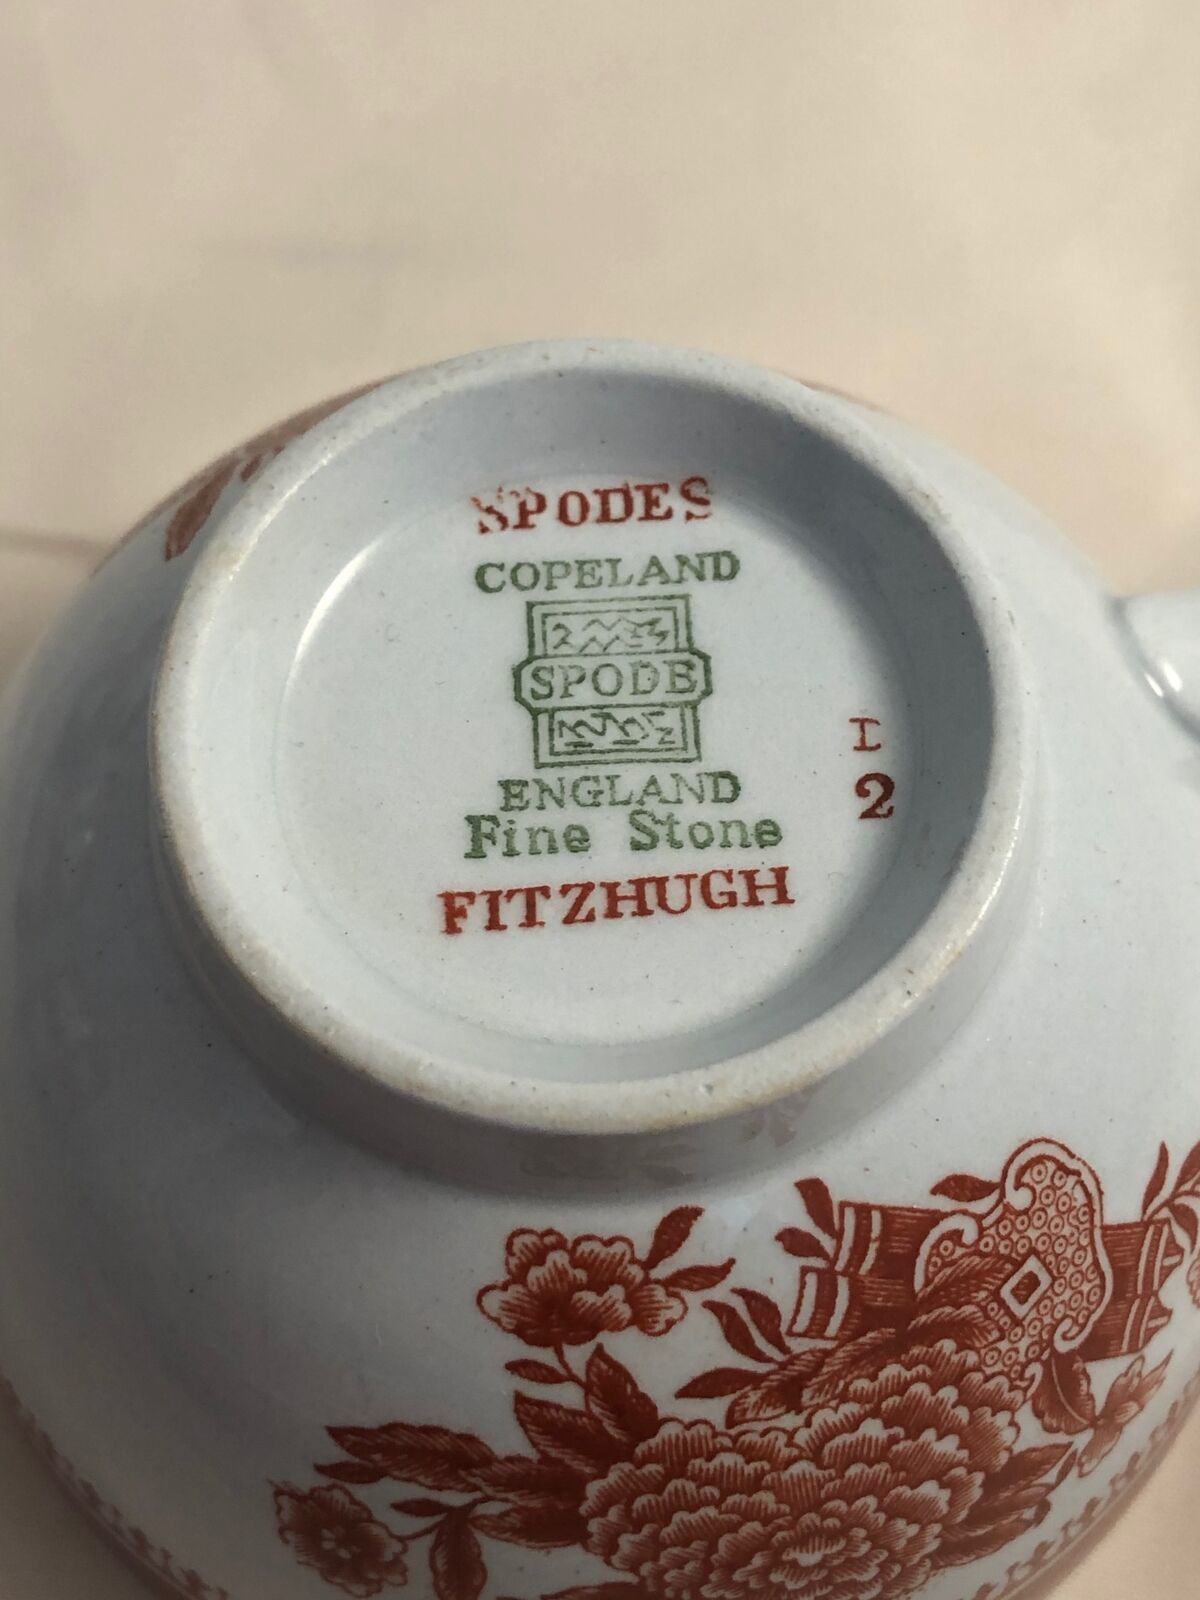 SPODES
COPELAND
SPODE
ENGLAND
Fine Stone
FITZHUGH
I
2